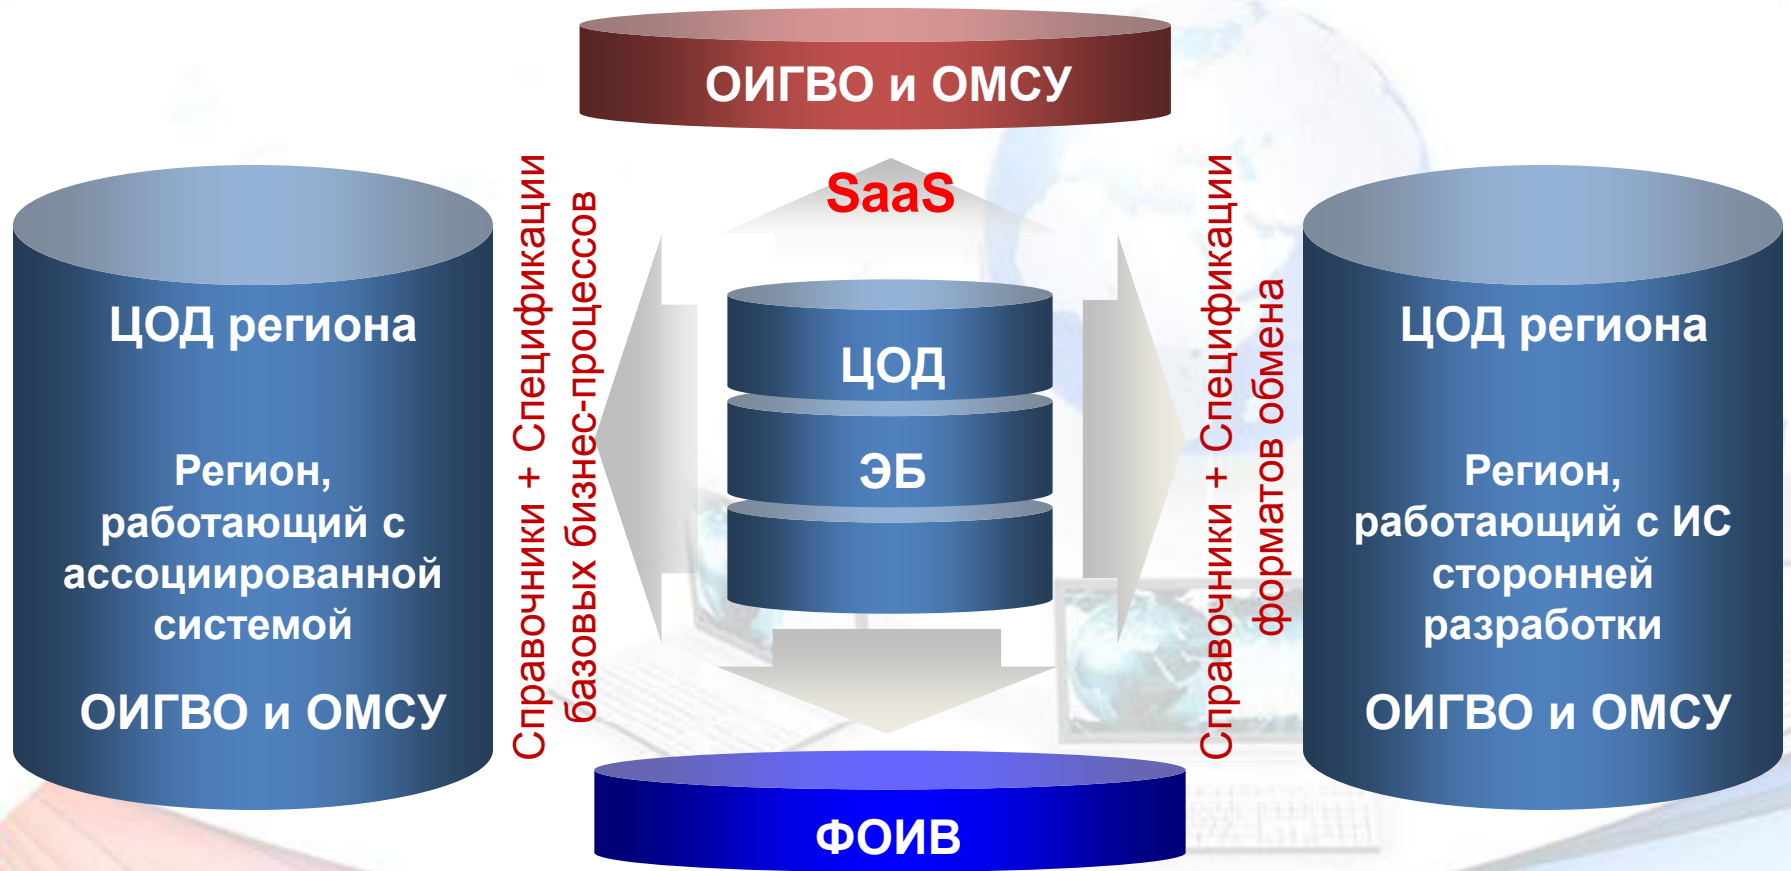 ОИГВО и ОМСУ
SaaS
ЦОД региона
Регион,
работающий с
ассоциированной
системой
ОИГВО и ОМСУ
Справочники + Спецификации
базовых бизнес-процессов
ЦОД
ЭБ
Справочники + Спецификации
форматов обмена
ЦОД региона
Регион,
работающий с ИС
сторонней
разработки
ОИГВО и ОМСУ
ФОИВ